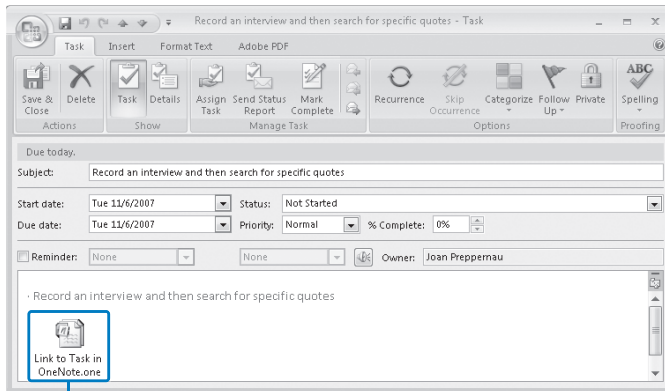 Record an interview and then search for specific quotes - Task
Task Insert Format Text Adobe PDF
Save & Close Delete Task Details Assign Task Send Status Report Mark Complete Recurrence Skip Occurrence Categorize Follow Up Private ABC Spelling
Actions Show Manage Task Options Proofing
Due today.
Subject: Record an interview and then search for specific quotes
Start date: Tue 11/6/2007 Status: Not Started
Due date: Tue 11/6/2007 Priority: Normal % Complete: 0%
Reminder: None None Owner: Joan Preppernau
· Record an interview and then search for specific quotes
Link to Task in
OneNote.one